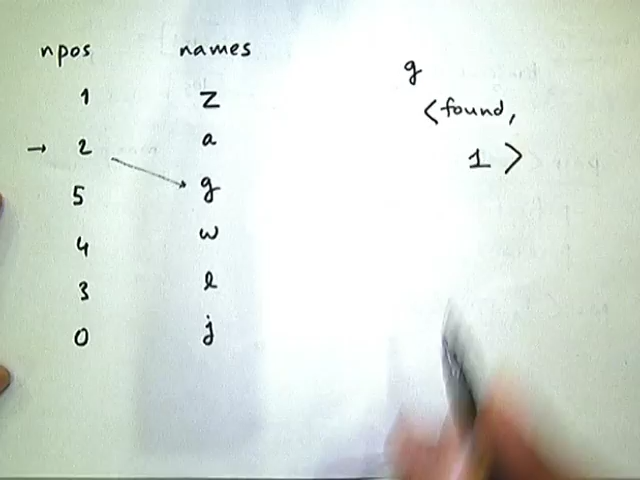 npos names
1 z
→ 2 a
5 g
4 w
3 l
0 j
g
<found,
1>